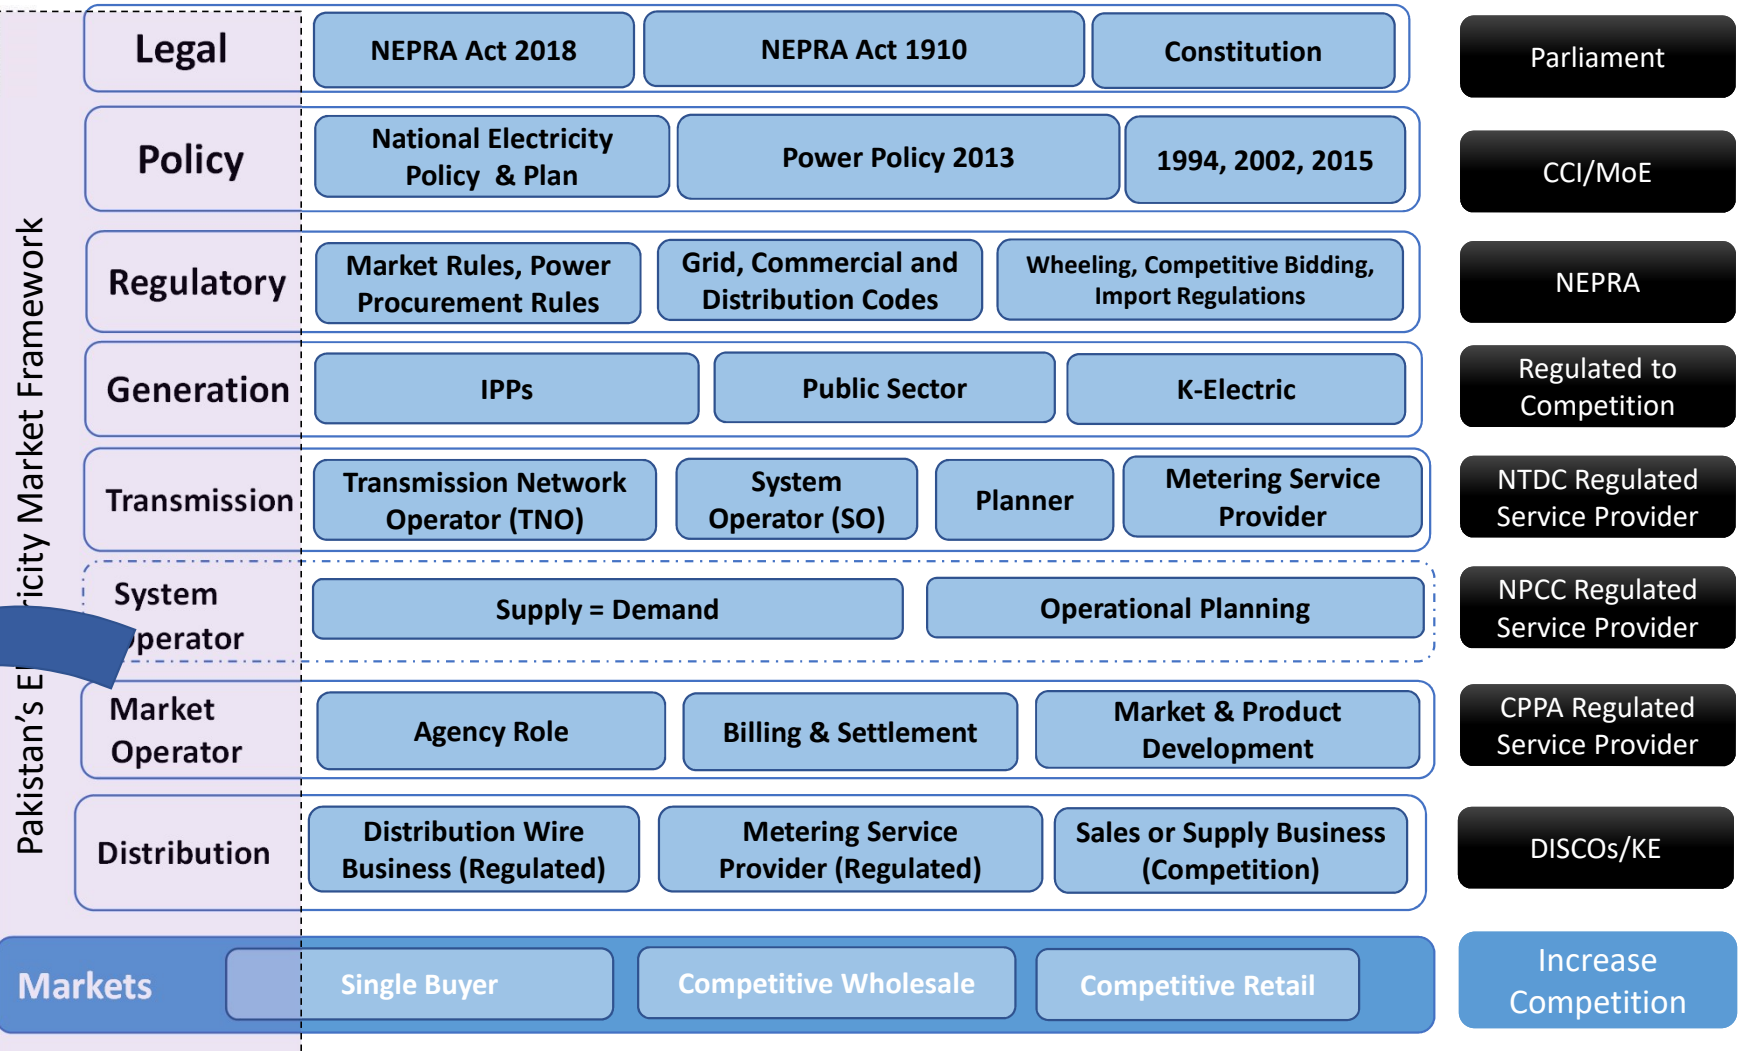 Pakistan's E ricity Market Framework
Legal
NEPRA Act 2018
NEPRA Act 1910
Constitution
Parliament
Policy
National Electricity
Policy & Plan
Power Policy 2013
1994, 2002, 2015
CCI/MoE
Regulatory
Market Rules, Power
Procurement Rules
Grid, Commercial and
Distribution Codes
Wheeling, Competitive Bidding,
Import Regulations
NEPRA
Generation
IPPs
Public Sector
K-Electric
Regulated to
Competition
Transmission
Transmission Network
Operator (TNO)
System
Operator (SO)
Planner
Metering Service
Provider
NTDC Regulated
Service Provider
System
perator
Supply = Demand
Operational Planning
NPCC Regulated
Service Provider
Market
Operator
Agency Role
Billing & Settlement
Market & Product
Development
CPPA Regulated
Service Provider
Distribution
Distribution Wire
Business (Regulated)
Metering Service
Provider (Regulated)
Sales or Supply Business
(Competition)
DISCOs/KE
Markets
Single Buyer
Competitive Wholesale
Competitive Retail
Increase
Competition